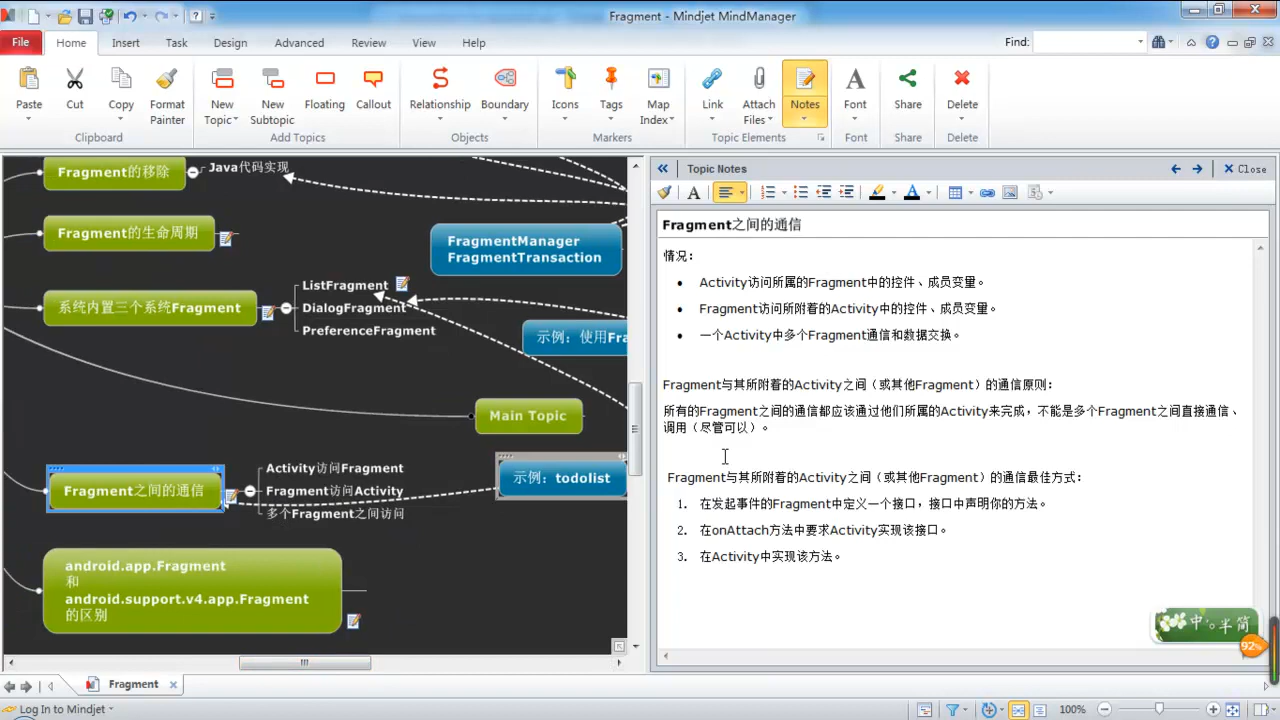 Fragment - Mindjet MindManager
File
Home
Insert
Task
Design
Advanced
Review
View
Help
Find:
Paste
Cut
Copy
Format Painter
New Topic
New Subtopic
Floating
Callout
Relationship
Boundary
Icons
Tags
Map Index
Link
Attach Files
Notes
Font
Share
Delete
Clipboard
Add Topics
Objects
Markers
Topic Elements
Font
Share
Delete
Fragment的移除
Java代码实现
Fragment的生命周期
FragmentManager
FragmentTransaction
系统内置三个系统Fragment
ListFragment
DialogFragment
PreferenceFragment
示例：使用Fra
Main Topic
Fragment之间的通信
Activity访问Fragment
Fragment访问Activity
多个Fragment之间访问
示例：todolist
android.app.Fragment
和
android.support.v4.app.Fragment
的区别
Topic Notes
Close
Fragment之间的通信
情况：
• Activity访问所属的Fragment中的控件、成员变量。
• Fragment访问所附着的Activity中的控件、成员变量。
• 一个Activity中多个Fragment通信和数据交换。
Fragment与其所附着的Activity之间（或其他Fragment）的通信原则：
所有的Fragment之间的通信都应该通过他们所属的Activity来完成，不能是多个Fragment之间直接通信、
调用（尽管可以）。
Fragment与其所附着的Activity之间（或其他Fragment）的通信最佳方式：
1. 在发起事件的Fragment中定义一个接口，接口中声明你的方法。
2. 在onAttach方法中要求Activity实现该接口。
3. 在Activity中实现该方法。
中 半 简
92%
Fragment
Log In to Mindjet
100%